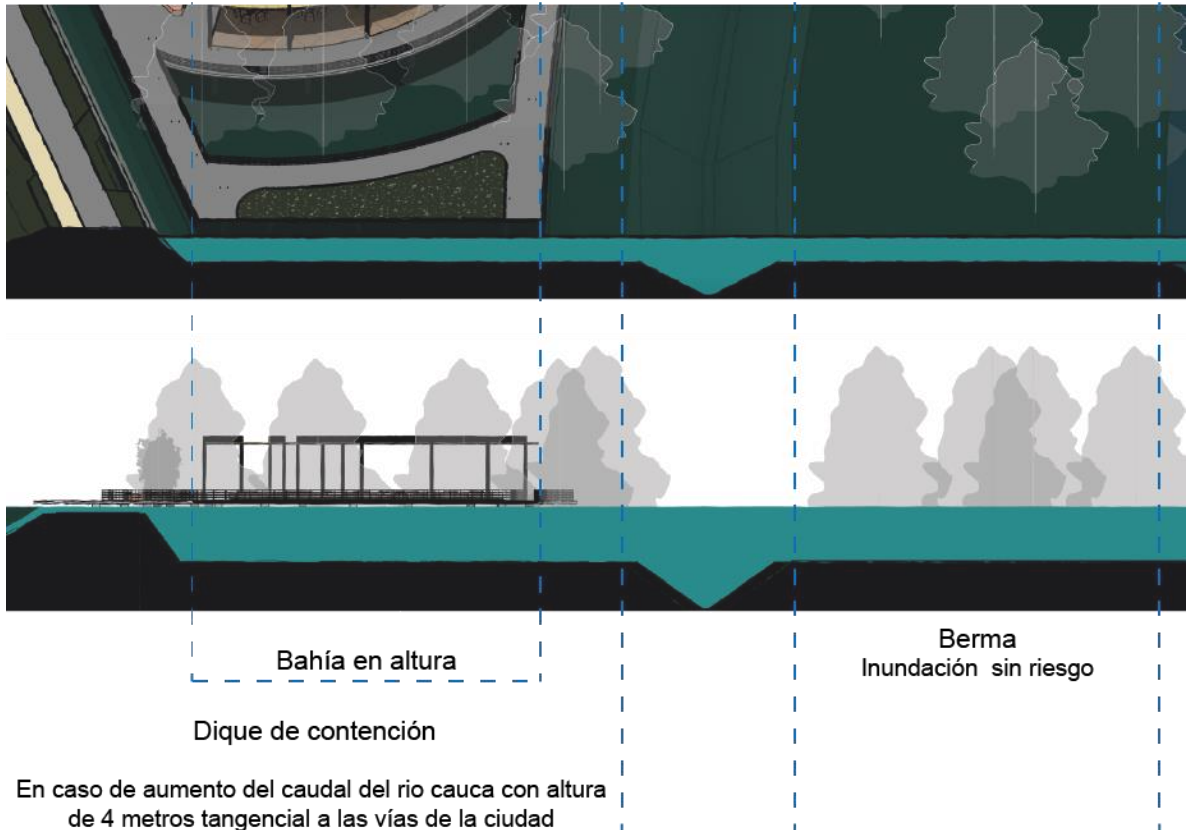 Bahía en altura
Berma
Inundación sin riesgo
Dique de contención
En caso de aumento del caudal del rio cauca con altura
de 4 metros tangencial a las vías de la ciudad